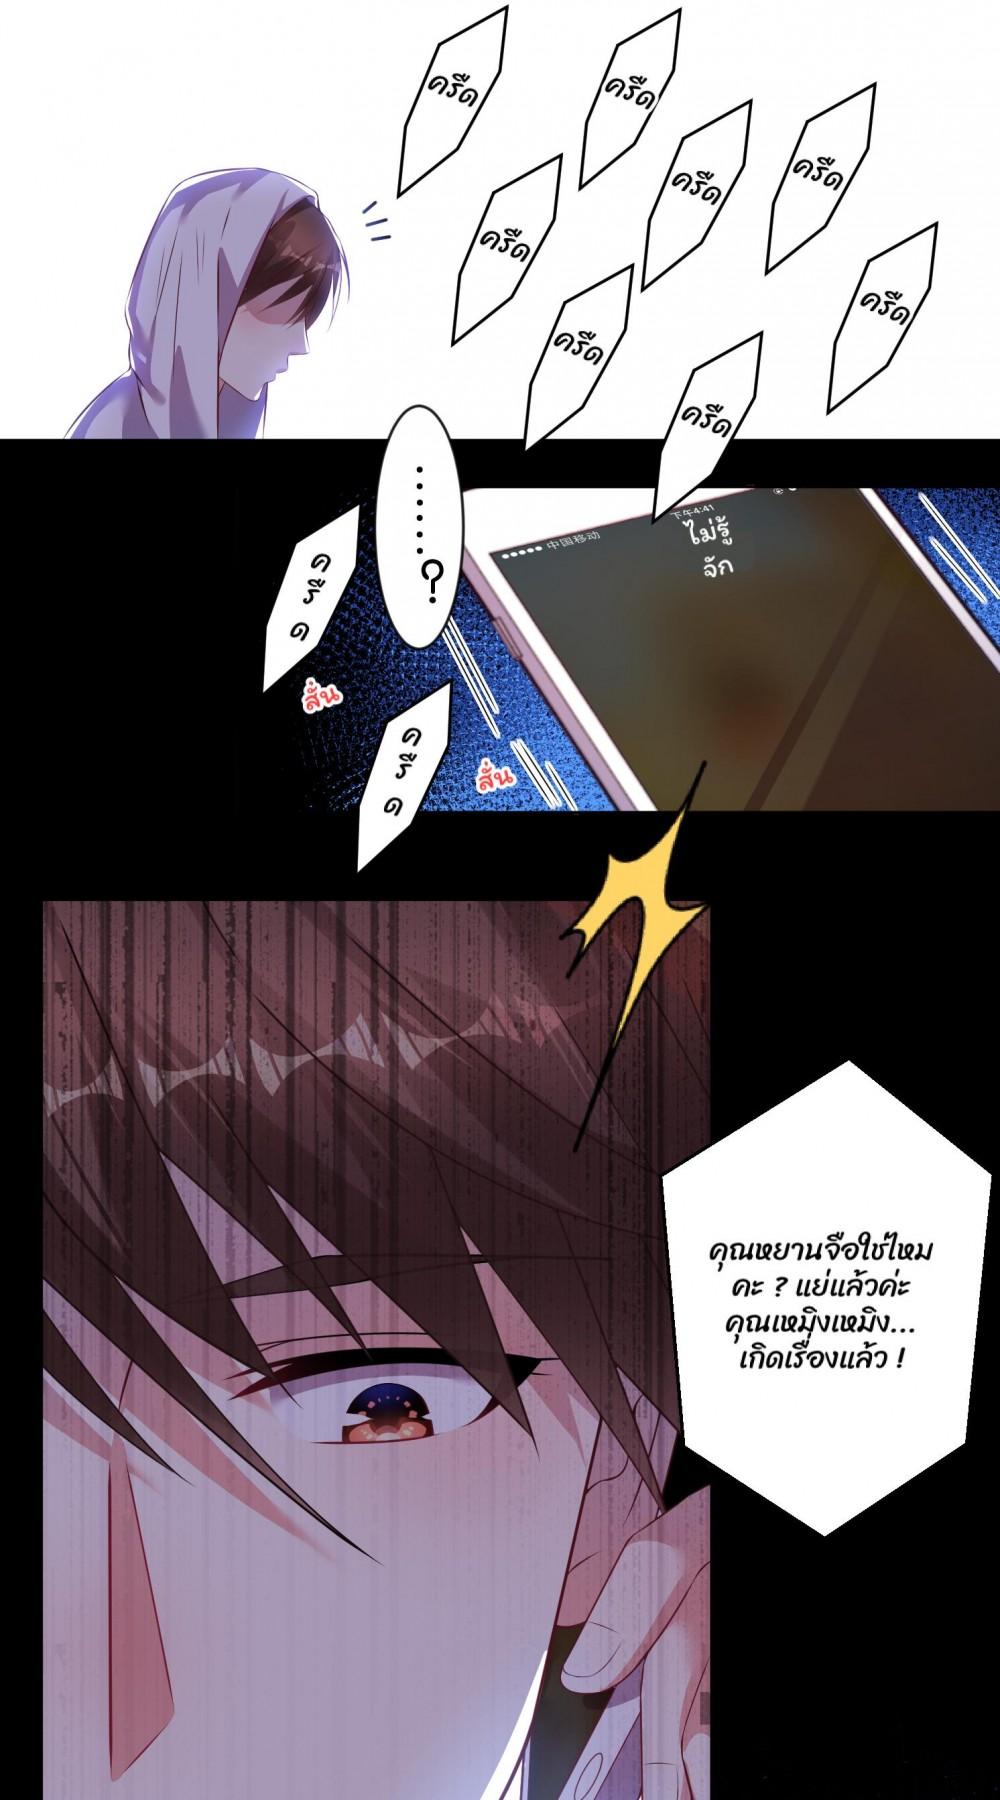 ครืด
ครืด
ครืด
ครืด
ครืด
ครืด
ครืด
ครืด
.......?
下午4:41
中国移动
ไม่รู้
จัก
ครืด
สั่น
ครืด
สั่น
คุณหยานจือใช่ไหม
คะ ? แย่แล้วค่ะ
คุณเหมิงเหมิง...
เกิดเรื่องแล้ว !